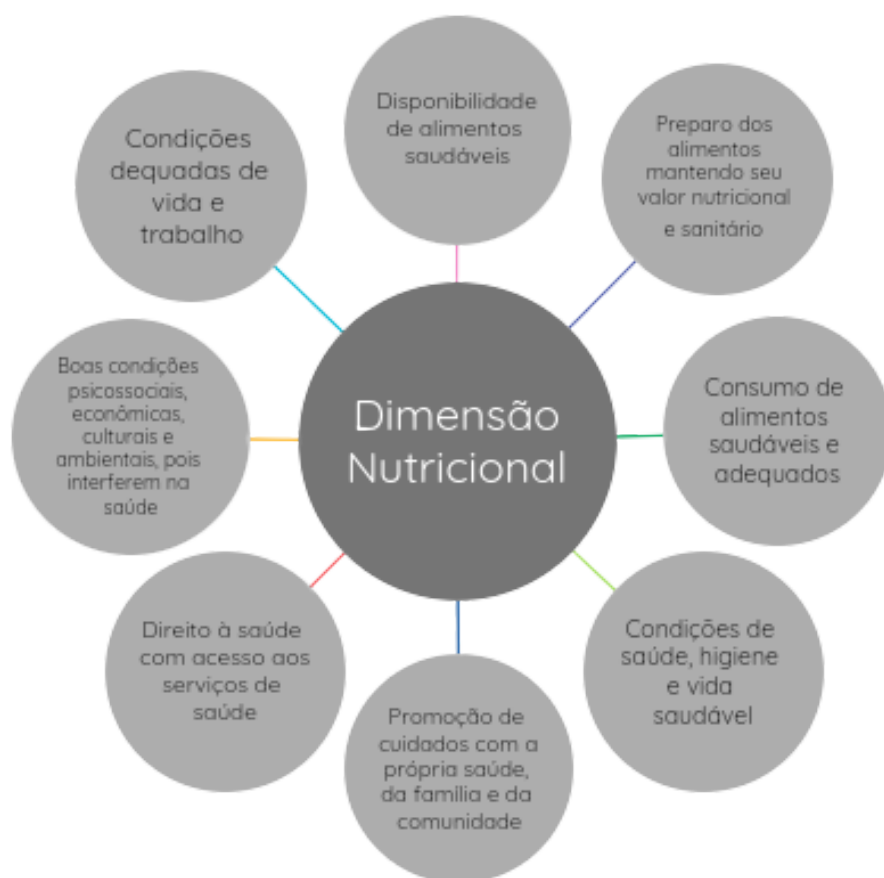 Disponibilidade
de alimentos
saudáveis
Preparo dos
alimentos
mantendo seu
valor nutricional
e sanitário
Consumo de
alimentos
saudáveis e
adequados
Condições de
saúde, higiene
e vida
saudável
Promoção de
cuidados com a
própria saúde,
da família e da
comunidade
Direito à saúde
com acesso aos
serviços de
saúde
Boas condições
psicossociais,
econômicas,
culturais e
ambientais, pois
interferem na
saúde
Condições
dequadas de
vida e
trabalho
Dimensão
Nutricional